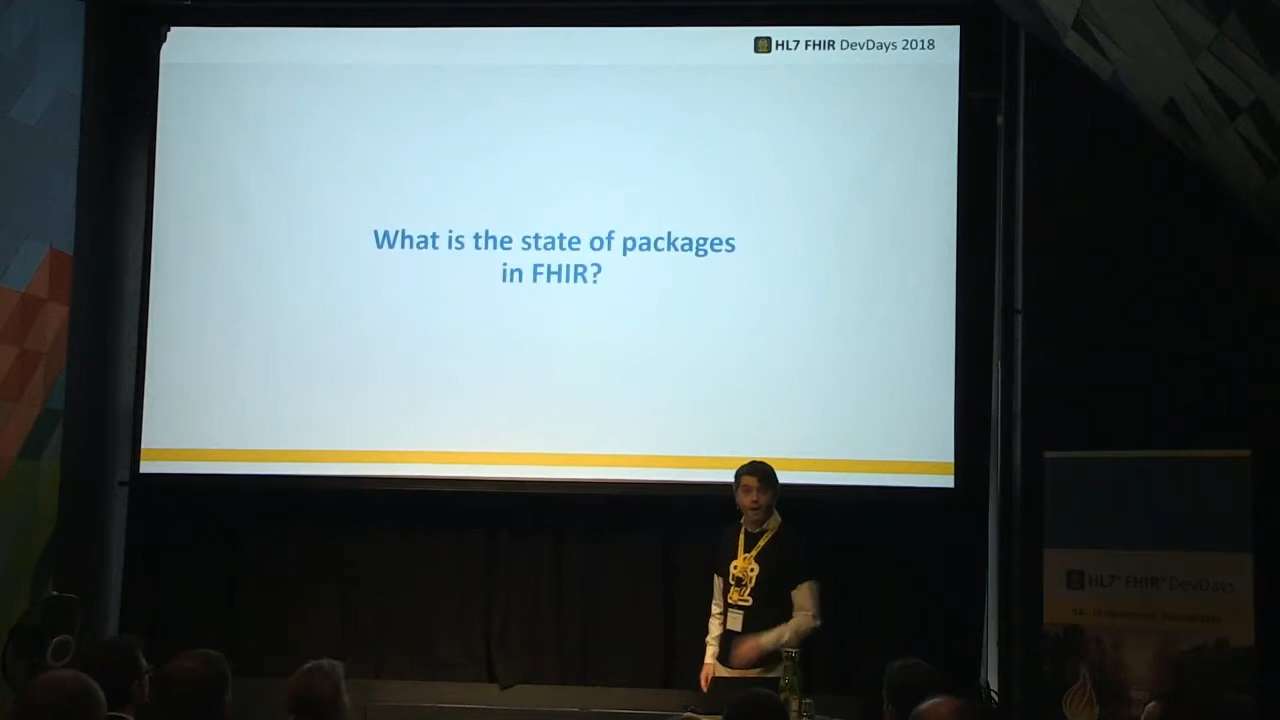 HL7 FHIR DevDays 2018
What is the state of packages
in FHIR?
HL7® FHIR® DevDays